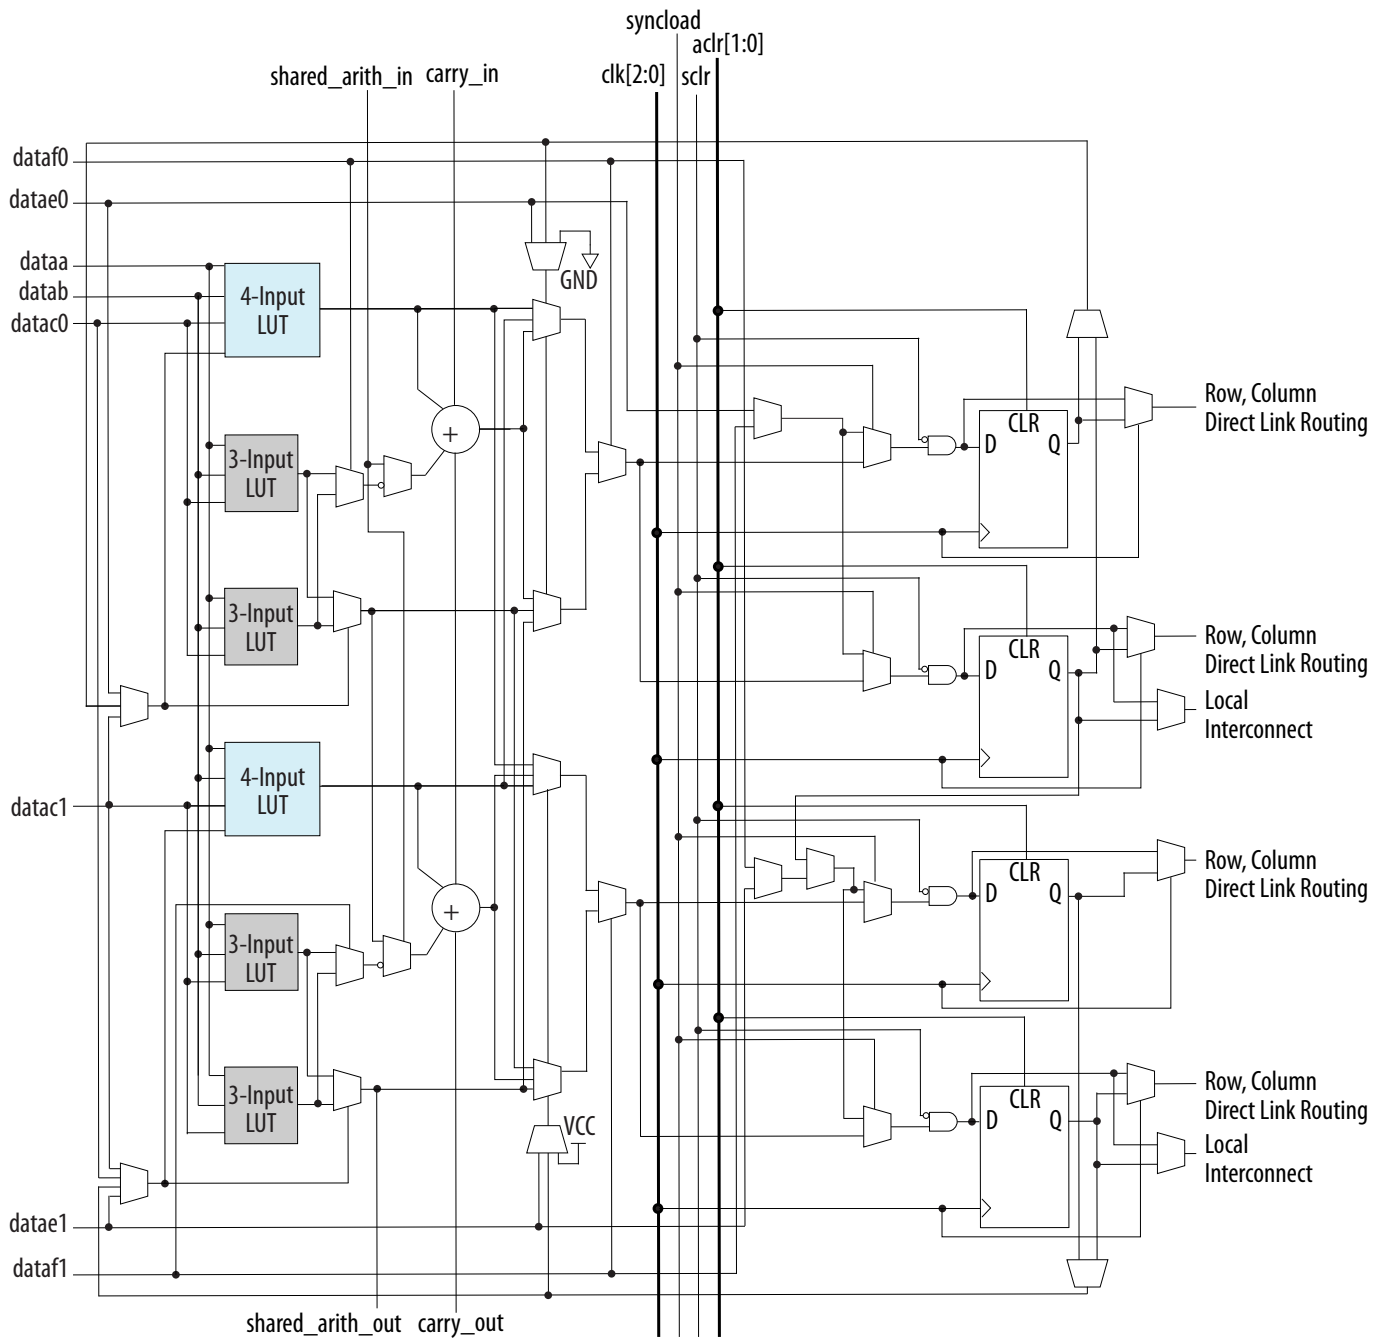 syncload
aclr[1:0]
shared_arith_in
carry_in
clk[2:0]
sclr
dataf0
datae0
dataa
datab
datac0
GND
4-Input
LUT
3-Input
LUT
3-Input
LUT
+
CLR
D
Q
Row, Column
Direct Link Routing
CLR
D
Q
Row, Column
Direct Link Routing
Local
Interconnect
datac1
4-Input
LUT
3-Input
LUT
3-Input
LUT
+
CLR
D
Q
Row, Column
Direct Link Routing
VCC
CLR
D
Q
Row, Column
Direct Link Routing
Local
Interconnect
datae1
dataf1
shared_arith_out
carry_out